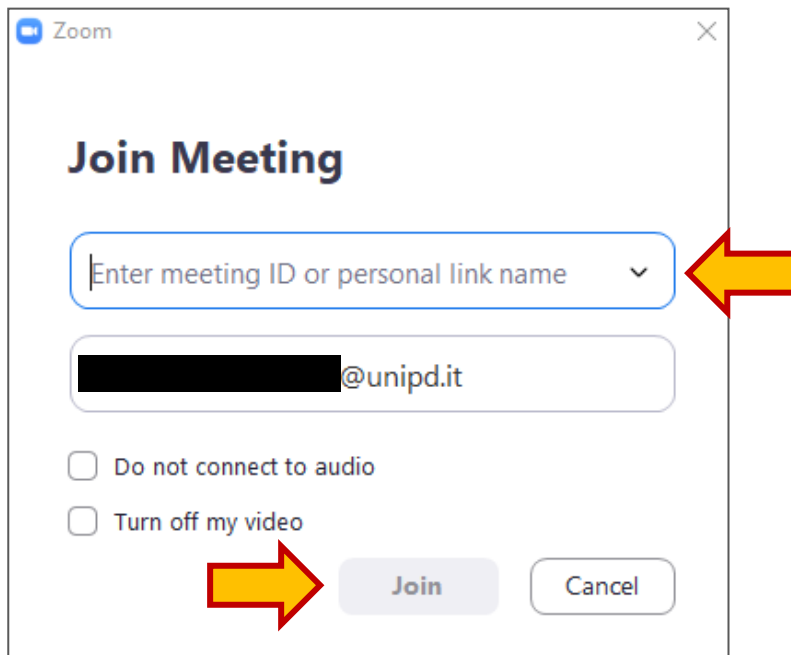 Zoom
Join Meeting
Enter meeting ID or personal link name
@unipd.it
Do not connect to audio
Turn off my video
Join
Cancel